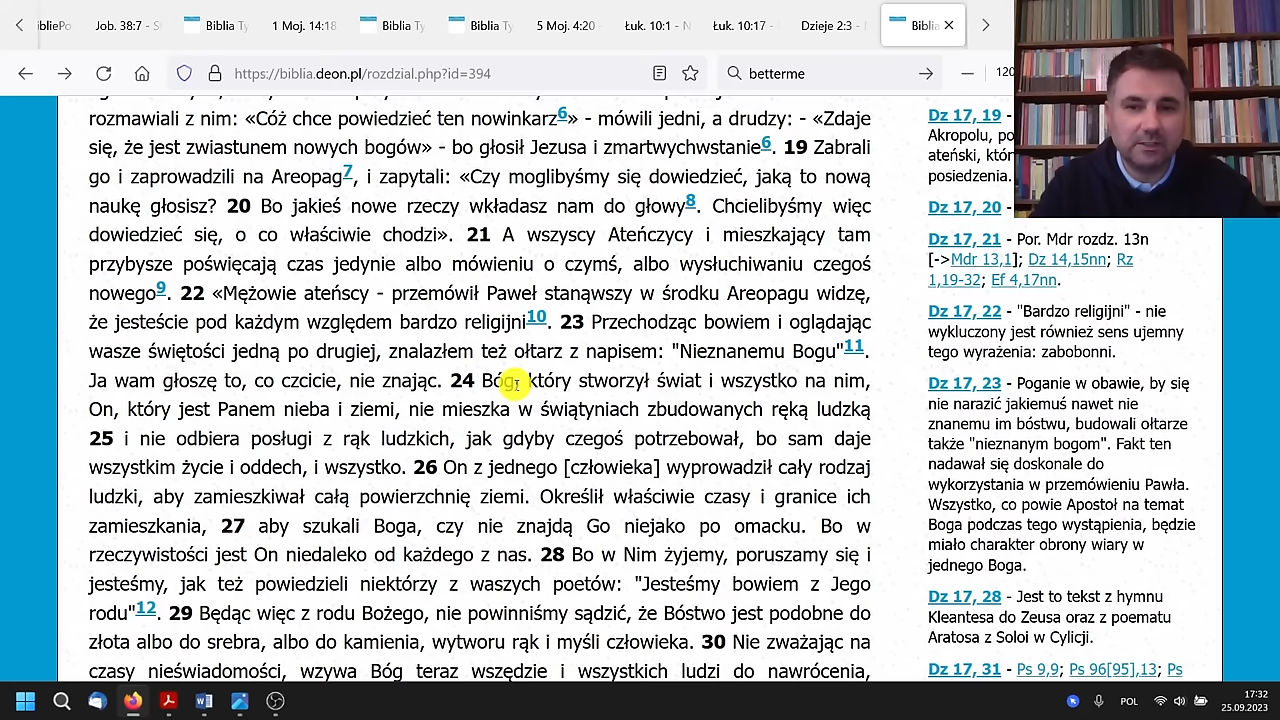 ibliePo
Job. 38:7 - S
Biblia Ty
1 Moj. 14:18
Biblia Ty
Biblia Ty
5 Moj. 4:20
Łuk. 10:1 - N
Łuk. 10:17 -
Dzieje 2:3 -
Bibli
https://biblia.deon.pl/rozdzial.php?id=394
betterme
120
rozmawiali z nim: «Cóż chce powiedzieć ten nowinkarz6» - mówili jedni, a drudzy: - «Zdaje
się, że jest zwiastunem nowych bogów» - bo głosił Jezusa i zmartwychwstanie6. 19 Zabrali
go i zaprowadzili na Areopag7, i zapytali: «Czy moglibyśmy się dowiedzieć, jaką to nową
naukę głosisz? 20 Bo jakieś nowe rzeczy wkładasz nam do głowy8. Chcielibyśmy więc
dowiedzieć się, o co właściwie chodzi». 21 A wszyscy Ateńczycy i mieszkający tam
przybysze poświęcają czas jedynie albo mówieniu o czymś, albo wysłuchiwaniu czegoś
nowego9. 22 «Mężowie ateńscy - przemówił Paweł stanąwszy w środku Areopagu widzę,
że jesteście pod każdym względem bardzo religijni10. 23 Przechodząc bowiem i oglądając
wasze świętości jedną po drugiej, znalazłem też ołtarz z napisem: "Nieznanemu Bogu"11.
Ja wam głoszę to, co czcicie, nie znając. 24 Bóg, który stworzył świat i wszystko na nim,
On, który jest Panem nieba i ziemi, nie mieszka w świątyniach zbudowanych ręką ludzką
25 i nie odbiera posługi z rąk ludzkich, jak gdyby czegoś potrzebował, bo sam daje
wszystkim życie i oddech, i wszystko. 26 On z jednego [człowieka] wyprowadził cały rodzaj
ludzki, aby zamieszkiwał całą powierzchnię ziemi. Określił właściwie czasy i granice ich
zamieszkania, 27 aby szukali Boga, czy nie znajdą Go niejako po omacku. Bo w
rzeczywistości jest On niedaleko od każdego z nas. 28 Bo w Nim żyjemy, poruszamy się i
jesteśmy, jak też powiedzieli niektórzy z waszych poetów: "Jesteśmy bowiem z Jego
rodu"12. 29 Będąc więc z rodu Bożego, nie powinniśmy sądzić, że Bóstwo jest podobne do
złota albo do srebra, albo do kamienia, wytworu rąk i myśli człowieka. 30 Nie zważając na
czasy nieświadomości, wzywa Bóg teraz wszędzie i wszystkich ludzi do nawrócenia,
Dz 17, 19 -
Akropolu, po
ateński, któr
posiedzenia.
Dz 17, 20 -
Dz 17, 21 - Por. Mdr rozdz. 13n
[->Mdr 13,1]; Dz 14,15nn; Rz
1,19-32; Ef 4,17nn.
Dz 17, 22 - "Bardzo religijni" - nie
wykluczony jest również sens ujemny
tego wyrażenia: zabobonni.
Dz 17, 23 - Poganie w obawie, by się
nie narazić jakiemuś nawet nie
znanemu im bóstwu, budowali ołtarze
także "nieznanym bogom". Fakt ten
nadawał się doskonale do
wykorzystania w przemówieniu Pawła.
Wszystko, co powie Apostoł na temat
Boga podczas tego wystąpienia, będzie
miało charakter obrony wiary w
jednego Boga.
Dz 17, 28 - Jest to tekst z hymnu
Kleantesa do Zeusa oraz z poematu
Aratosa z Soloi w Cylicji.
Dz 17, 31 - Ps 9,9; Ps 96[95],13; Ps
POL
17:32
25.09.2023